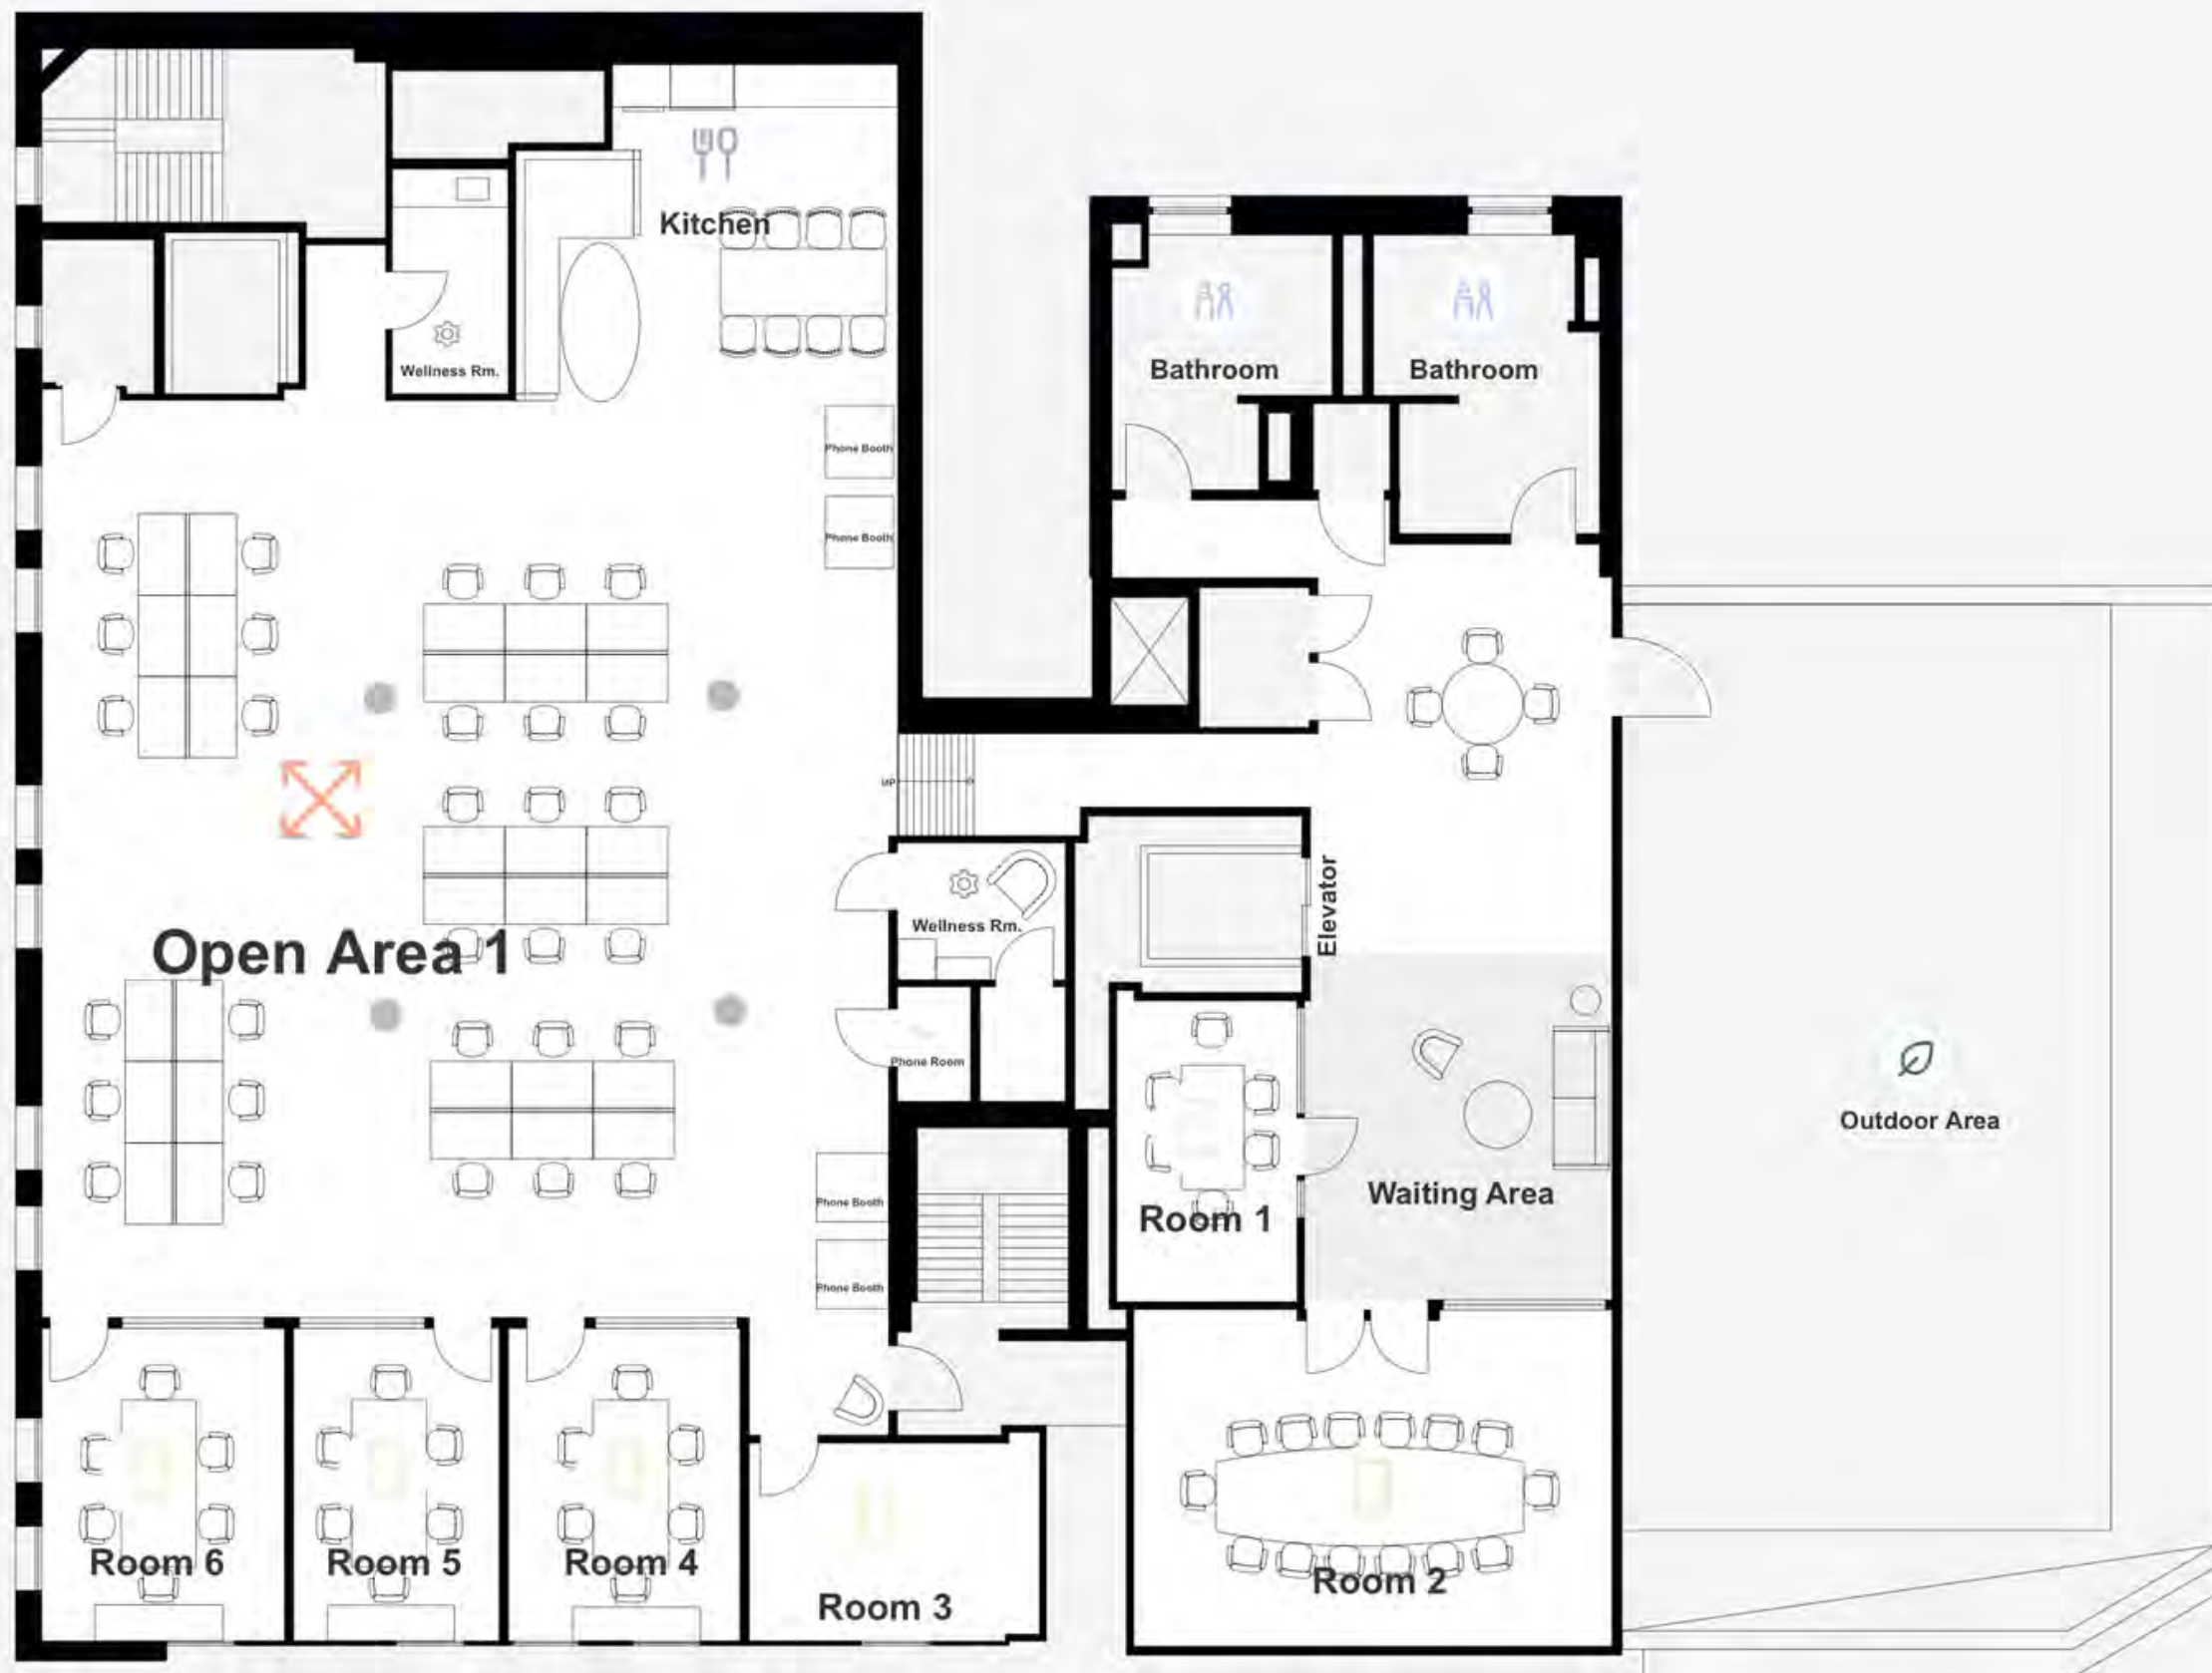 Kitchen
Wellness Rm.
Bathroom
Bathroom
Phone Booth
Phone Booth
UP
Elevator
Open Area 1
Wellness Rm.
Phone Room
Outdoor Area
Waiting Area
Room 1
Phone Booth
Phone Booth
Room 6
Room 5
Room 4
Room 3
Room 2